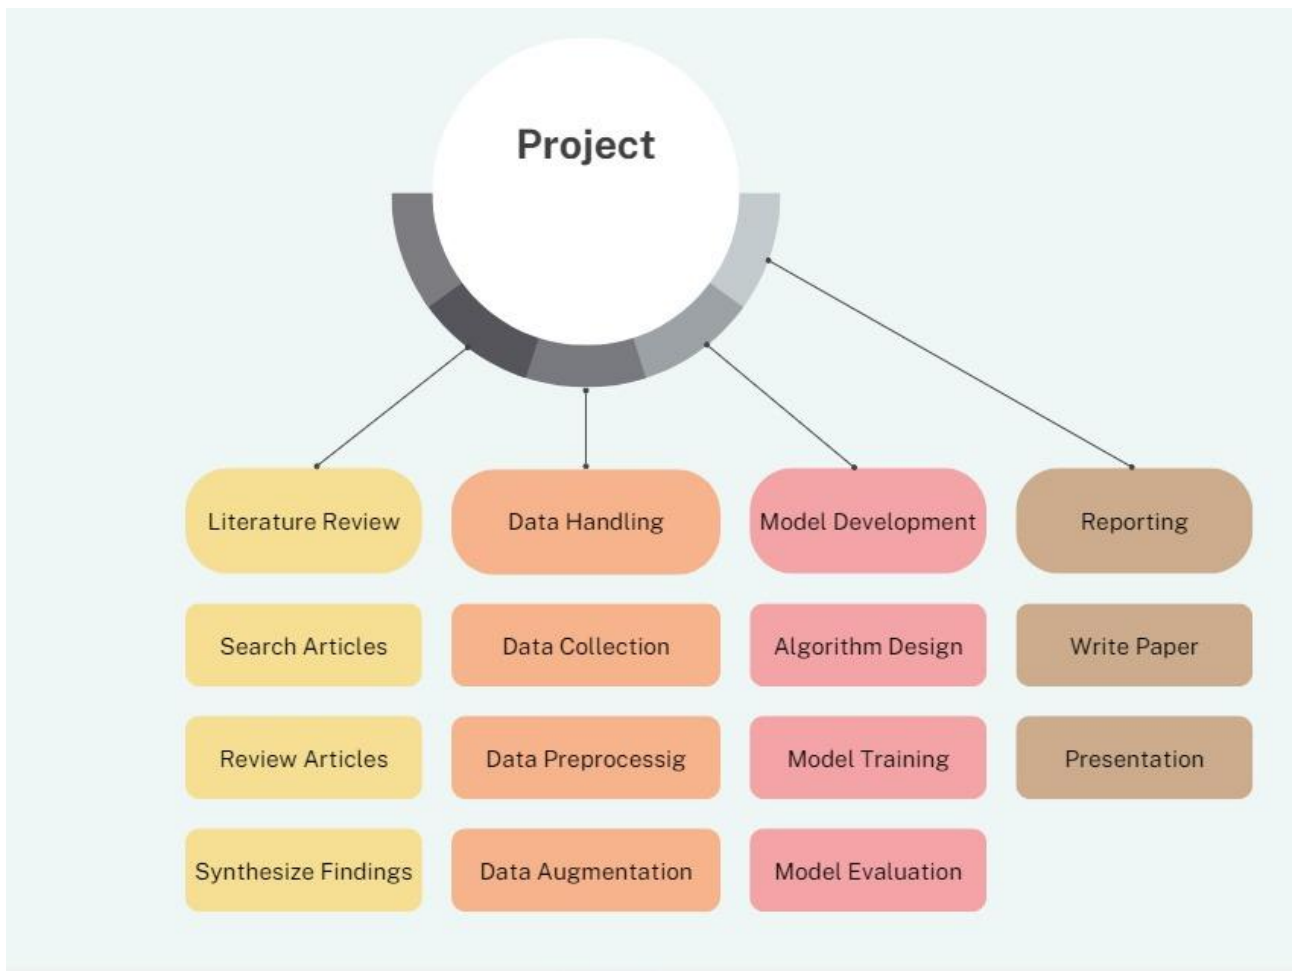 Project
Literature Review
Data Handling
Model Development
Reporting
Search Articles
Data Collection
Algorithm Design
Write Paper
Review Articles
Data Preprocessig
Model Training
Presentation
Synthesize Findings
Data Augmentation
Model Evaluation